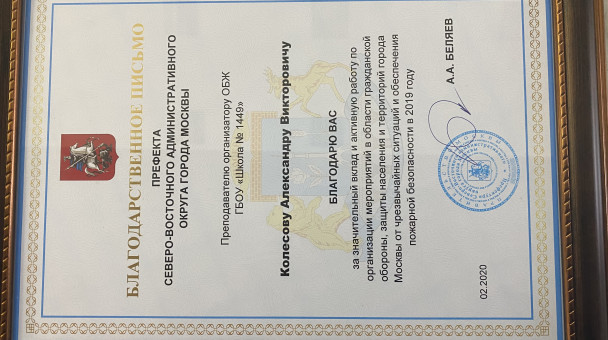 БЛАГОДАРСТВЕННОЕ ПИСЬМО
ПРЕФЕКТА
СЕВЕРО-ВОСТОЧНОГО АДМИНИСТРАТИВНОГО
ОКРУГА ГОРОДА МОСКВЫ
Преподавателю организатору ОБЖ
ГБОУ «Школа № 1449»
Колесову Александру Викторовичу
БЛАГОДАРЮ ВАС
за значительный вклад и активную работу по
организации мероприятий в области гражданской
обороны, защиты населения и территорий города
Москвы от чрезвычайных ситуаций и обеспечения
пожарной безопасности в 2019 году
А.А. БЕЛЯЕВ
02.2020